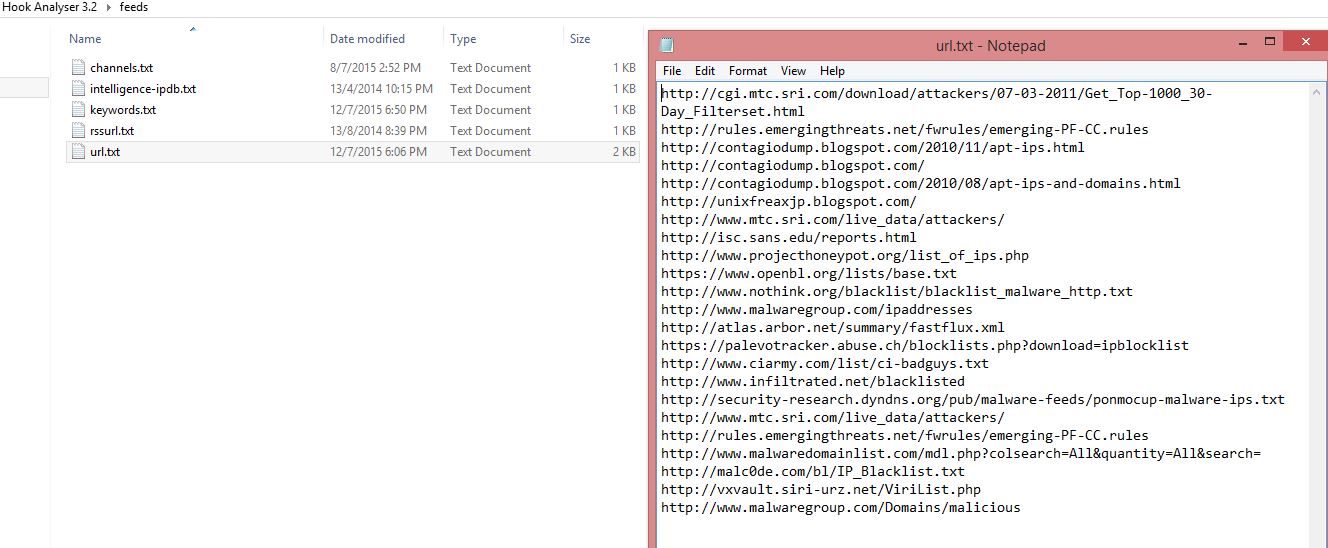 Hook Analyser 3.2 ▸ feeds
Name Date modified Type Size
channels.txt 8/7/2015 2:52 PM Text Document 1 KB
intelligence-ipdb.txt 13/4/2014 10:15 PM Text Document 1 KB
keywords.txt 12/7/2015 6:50 PM Text Document 1 KB
rssurl.txt 13/8/2014 8:39 PM Text Document 1 KB
url.txt 12/7/2015 6:06 PM Text Document 2 KB
url.txt - Notepad
File Edit Format View Help
http://cgi.mtc.sri.com/download/attackers/07-03-2011/Get_Top-1000_30-
Day_Filterset.html
http://rules.emergingthreats.net/fwrules/emerging-PF-CC.rules
http://contagiodump.blogspot.com/2010/11/apt-ips.html
http://contagiodump.blogspot.com/
http://contagiodump.blogspot.com/2010/08/apt-ips-and-domains.html
http://unixfreaxjp.blogspot.com/
http://www.mtc.sri.com/live_data/attackers/
http://isc.sans.edu/reports.html
http://www.projecthoneypot.org/list_of_ips.php
https://www.openbl.org/lists/base.txt
http://www.nothink.org/blacklist/blacklist_malware_http.txt
http://www.malwaregroup.com/ipaddresses
http://atlas.arbor.net/summary/fastflux.xml
https://palevotracker.abuse.ch/blocklists.php?download=ipblocklist
http://www.ciarmy.com/list/ci-badguys.txt
http://www.infiltrated.net/blacklisted
http://security-research.dyndns.org/pub/malware-feeds/ponmocup-malware-ips.txt
http://www.mtc.sri.com/live_data/attackers/
http://rules.emergingthreats.net/fwrules/emerging-PF-CC.rules
http://www.malwaredomainlist.com/mdl.php?colsearch=All&quantity=All&search=
http://malc0de.com/bl/IP_Blacklist.txt
http://vxvault.siri-urz.net/ViriList.php
http://www.malwaregroup.com/Domains/malicious